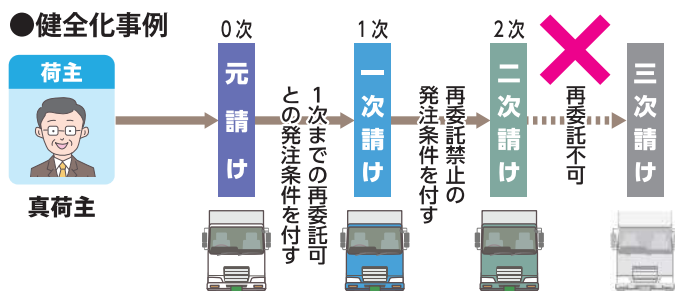 ●健全化事例
荷主
真荷主
0次
元請け
1次までの再委託可
との発注条件を付す
1次
一次請け
再委託禁止の
発注条件を付す
2次
二次請け
再委託不可
三次請け